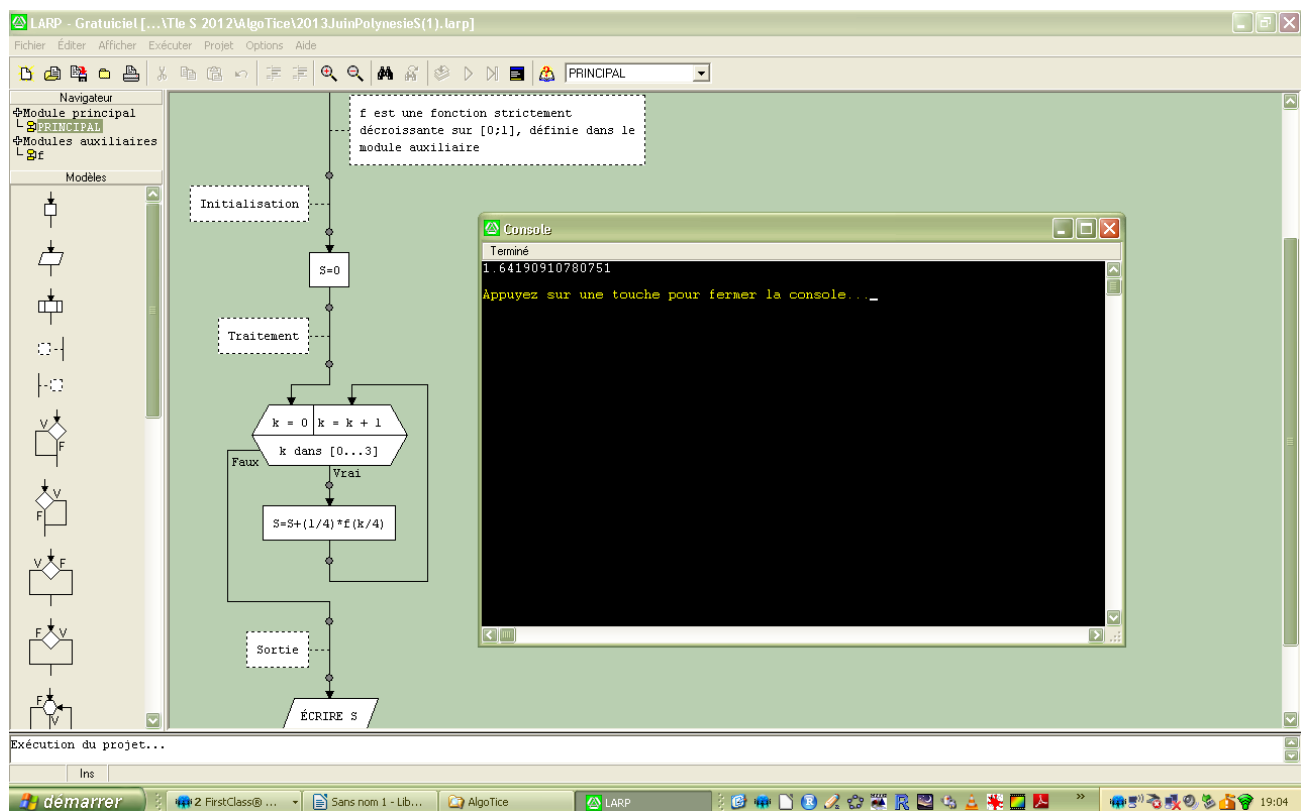 LARP - Gratuiciel [...\Tle S 2012\AlgoTice\2013JuinPolynesieS(1).larp]
Fichier Éditer Afficher Exécuter Projet Options Aide
PRINCIPAL
Navigateur
Module principal
PRINCIPAL
Modules auxiliaires
f
Modèles
V
F
V
F
V F
F V
F
V
f est une fonction strictement
décroissante sur [0;1], définie dans le
module auxiliaire
Initialisation
S=0
Traitement
k = 0 k = k + 1
k dans [0...3]
Faux
Vrai
S=S+(1/4)*f(k/4)
Sortie
ÉCRIRE S
Console
Terminé
1.64190910780751
Appuyez sur une touche pour fermer la console..._
Exécution du projet...
Ins
démarrer 2 FirstClass® ... Sans nom 1 - Lib... AlgoTice LARP R » 19:04